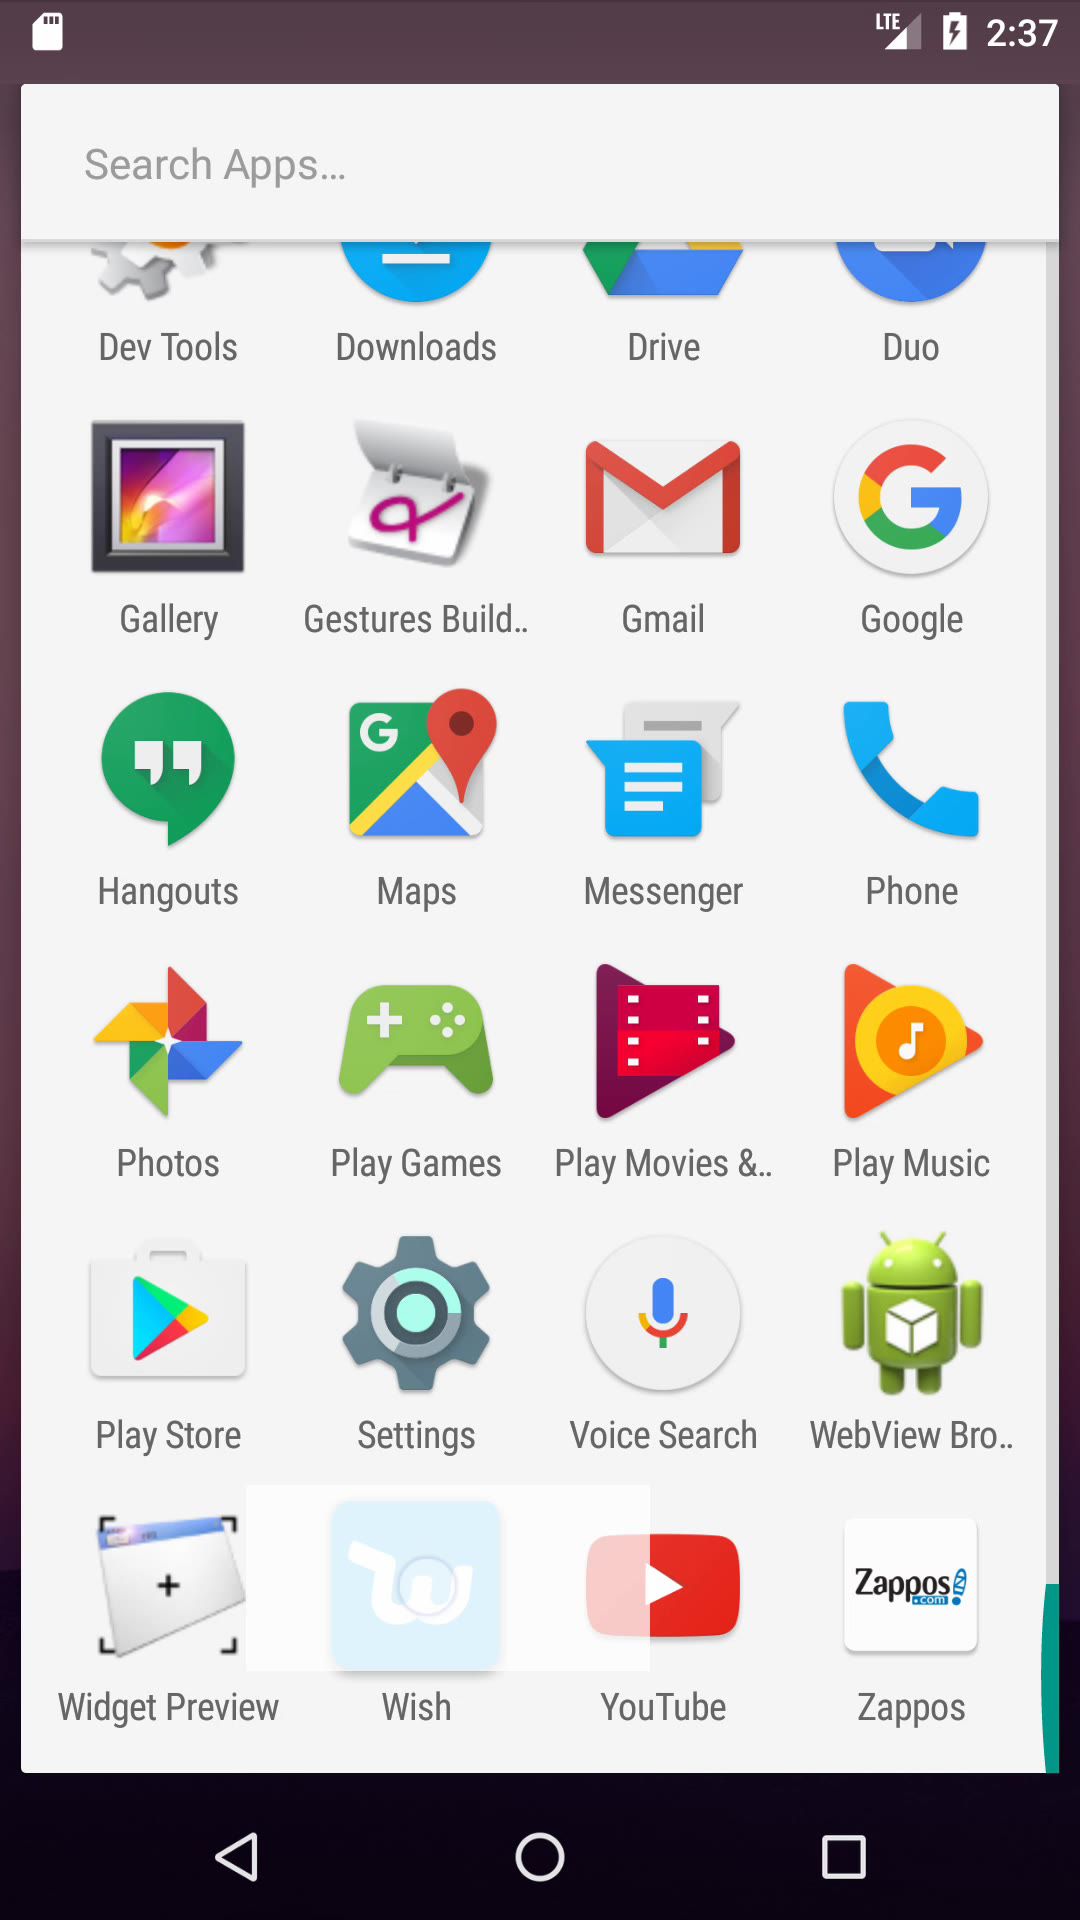 LTE 2:37
Search Apps...
Dev Tools Downloads Drive Duo
Gallery Gestures Build.. Gmail Google
Hangouts Maps Messenger Phone
Photos Play Games Play Movies &.. Play Music
Play Store Settings Voice Search WebView Bro..
Zappos!
.com
Widget Preview Wish YouTube Zappos